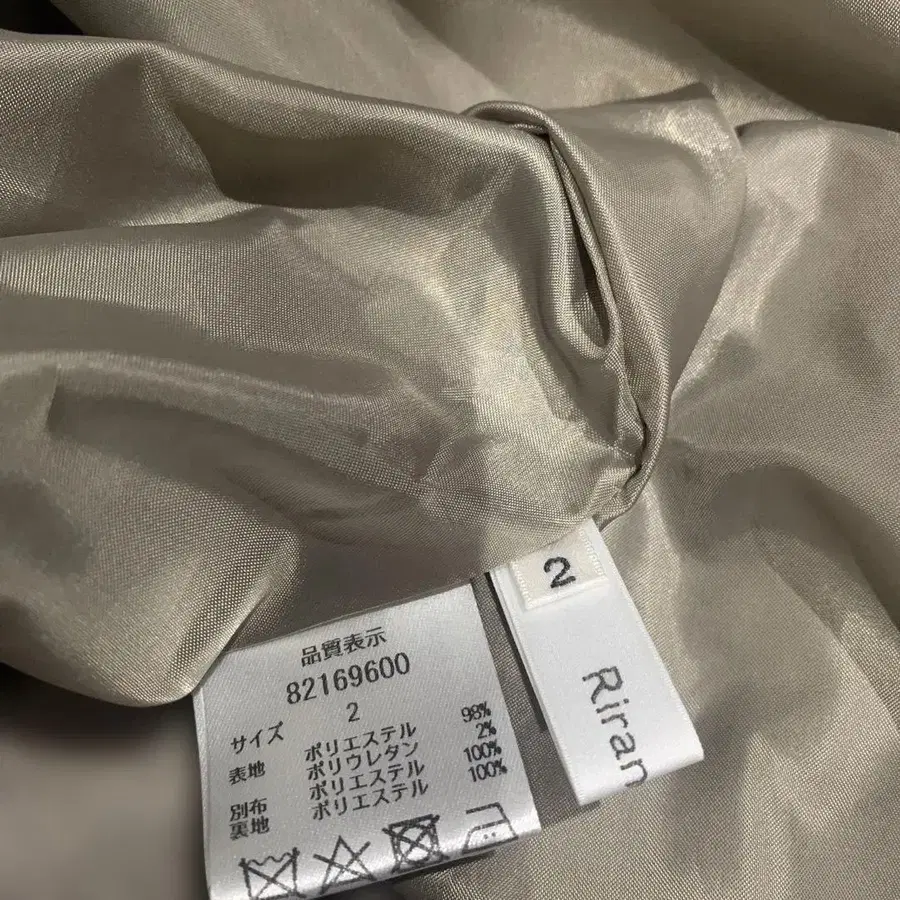 品質表示
82169600
サイズ 2
表地 ポリエステル 98%
ポリウレタン 2%
別布 ポリエステル 100%
裏地 ポリエステル 100%
2
Riran